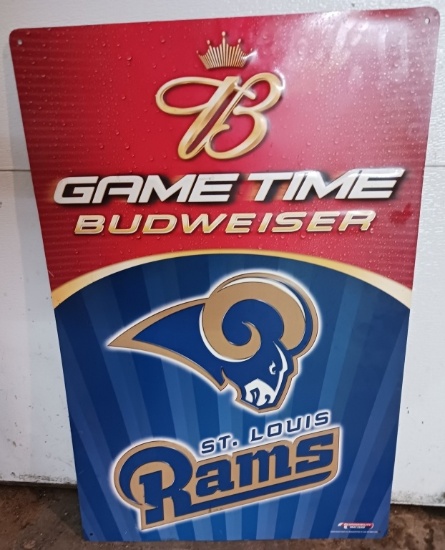 B
GAME TIME
BUDWEISER
ST. LOUIS
Rams